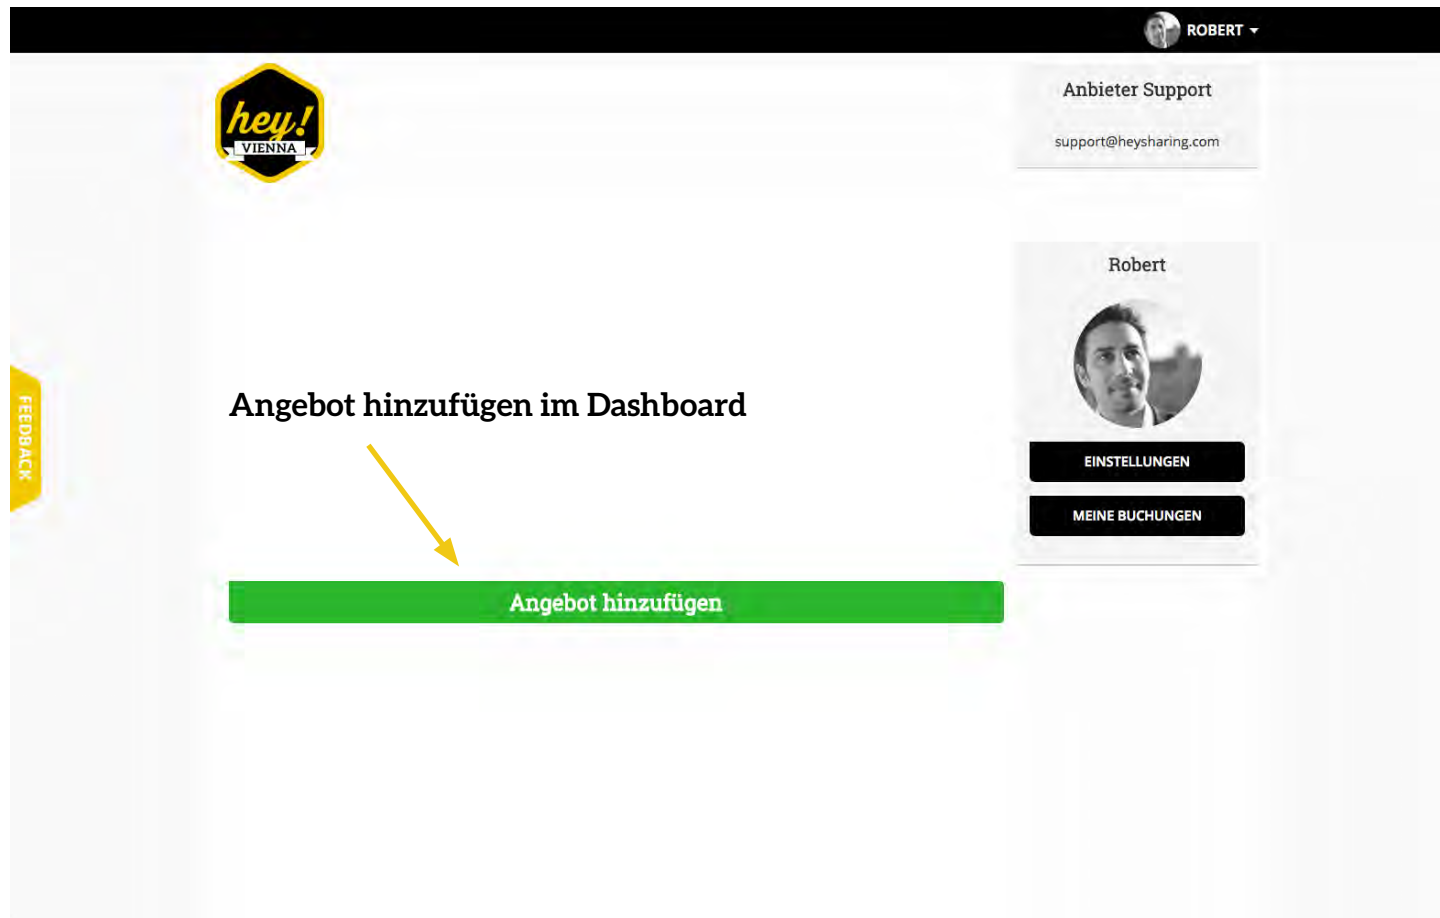 ROBERT
hey!
VIENNA
Anbieter Support
support@heysharing.com
Robert
FEEDBACK
Angebot hinzufügen im Dashboard
EINSTELLUNGEN
MEINE BUCHUNGEN
Angebot hinzufügen